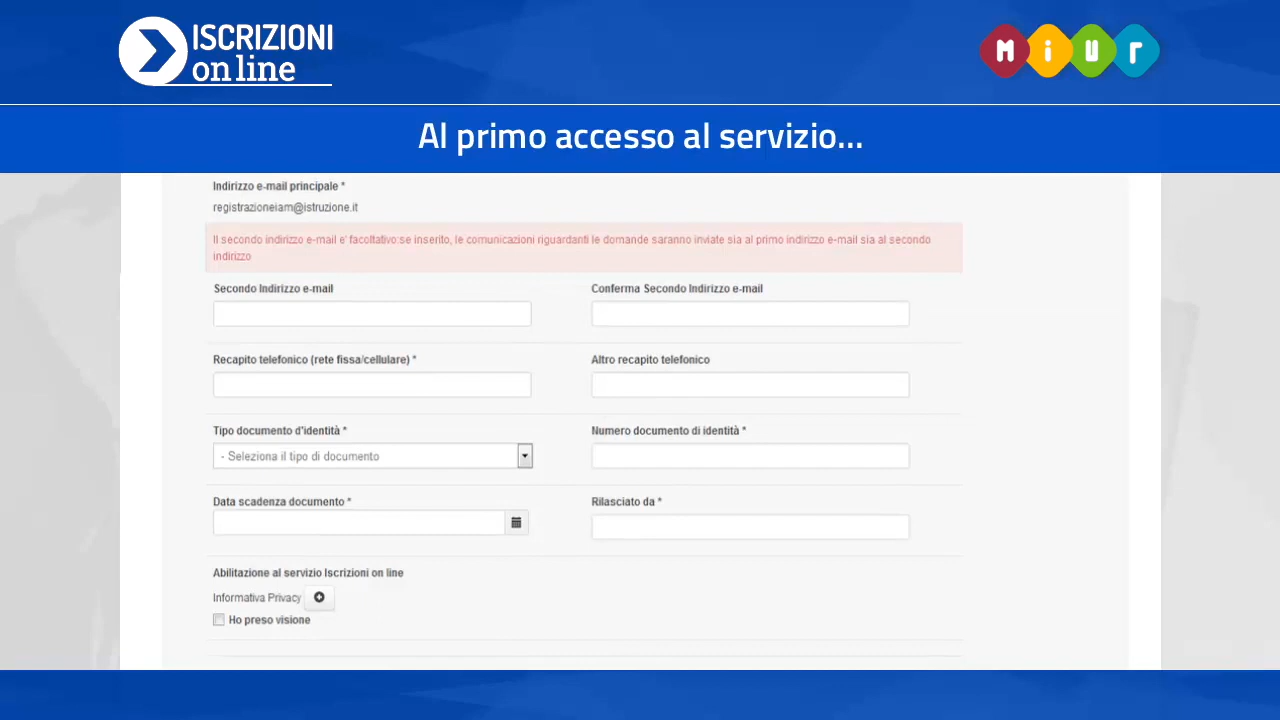 ISCRIZIONI
on line
MiUr
Al primo accesso al servizio...
Indirizzo e-mail principale *
registrazioneiam@istruzione.it
Il secondo indirizzo e-mail e' facoltativo:se inserito, le comunicazioni riguardanti le domande saranno inviate sia al primo indirizzo e-mail sia al secondo
indirizzo
Secondo Indirizzo e-mail Conferma Secondo Indirizzo e-mail
Recapito telefonico (rete fissa/cellulare) * Altro recapito telefonico
Tipo documento d'identità * Numero documento di identità *
- Seleziona il tipo di documento
Data scadenza documento * Rilasciato da *
Abilitazione al servizio Iscrizioni on line
Informativa Privacy
Ho preso visione